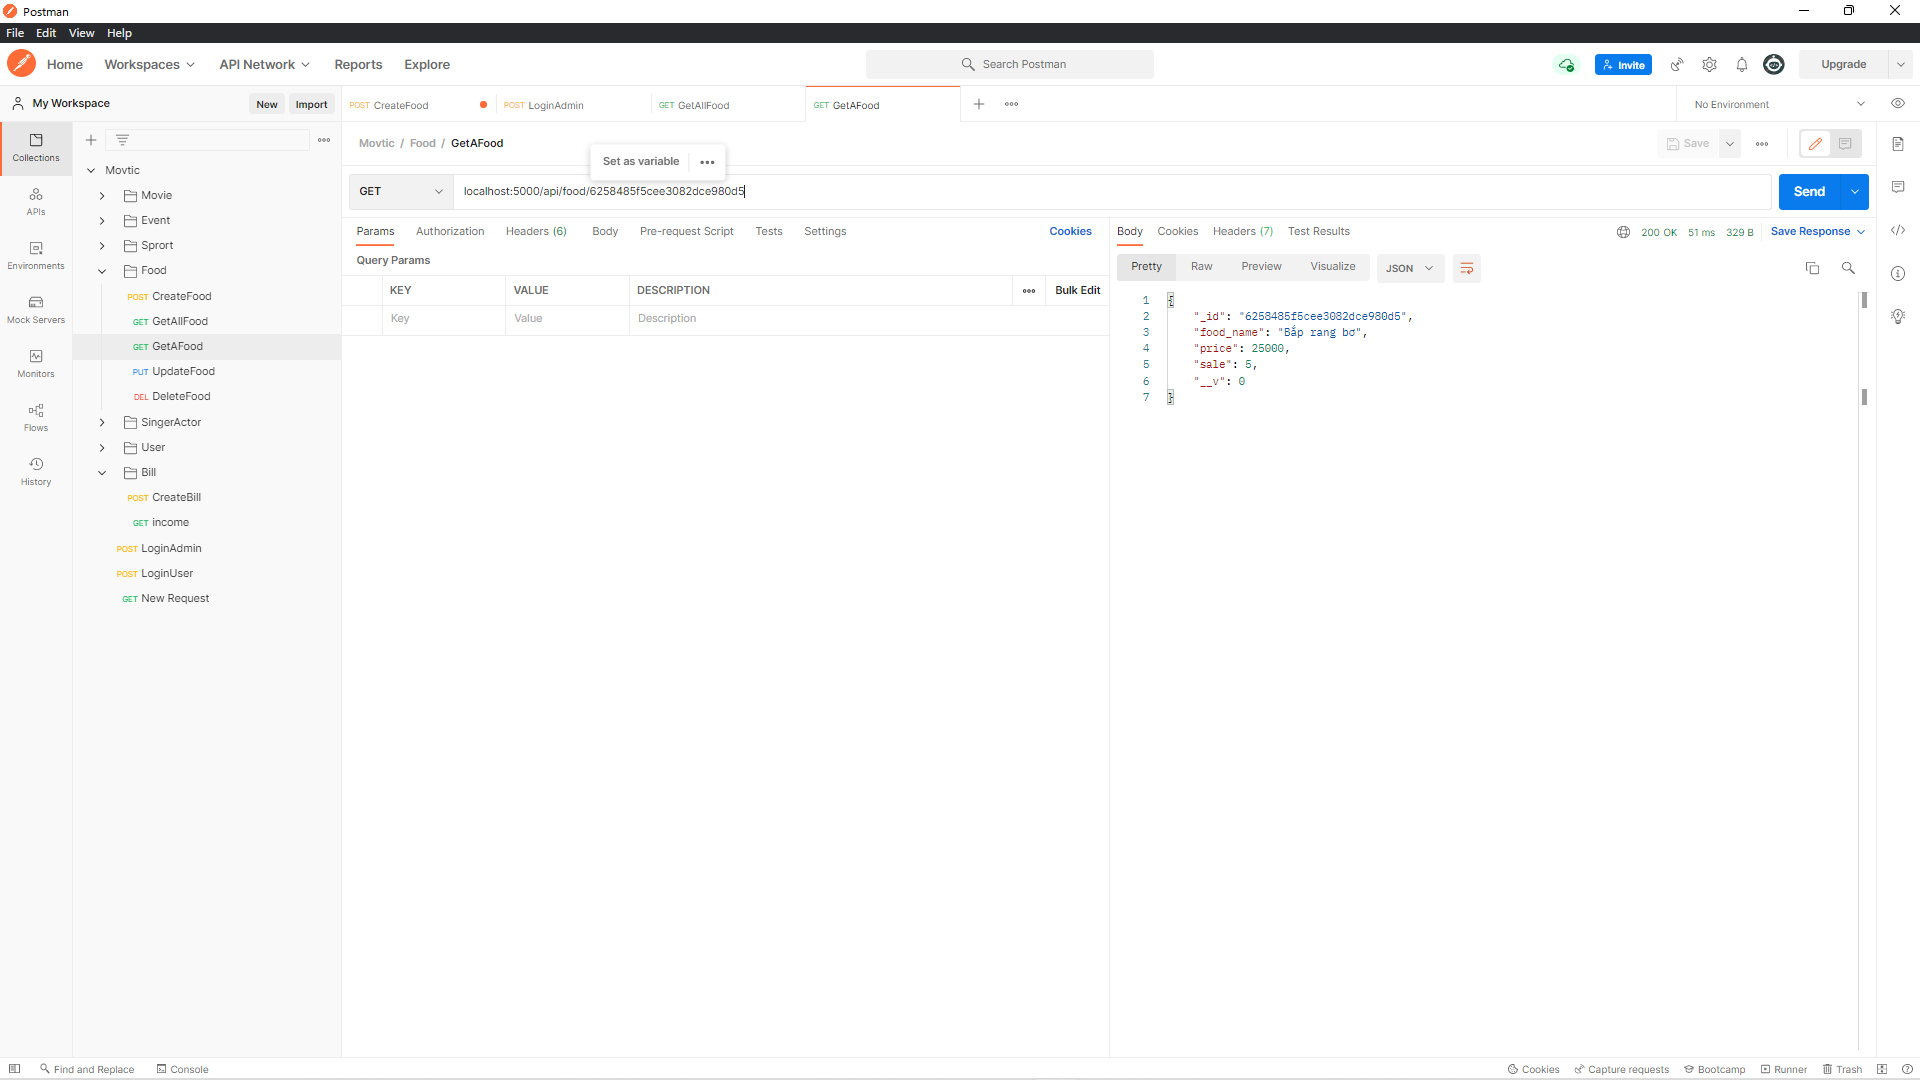 Postman
File Edit View Help
Home Workspaces API Network Reports Explore Search Postman Invite Upgrade
My Workspace New Import
POST CreateFood POST LoginAdmin GET GetAllFood GET GetAFood No Environment
Movtic / Food / GetAFood Save
Set as variable
GET localhost:5000/api/food/6258485f5cee3082dce980d5 Send
Collections
APIs
Environments
Mock Servers
Monitors
Flows
History
Movtic
Movie
Event
Sprort
Food
POST CreateFood
GET GetAllFood
GET GetAFood
PUT UpdateFood
DEL DeleteFood
SingerActor
User
Bill
POST CreateBill
GET income
POST LoginAdmin
POST LoginUser
GET New Request
Params Authorization Headers (6) Body Pre-request Script Tests Settings Cookies
Query Params
KEY VALUE DESCRIPTION Bulk Edit
Key Value Description
Body Cookies Headers (7) Test Results 200 OK 51 ms 329 B Save Response
Pretty Raw Preview Visualize JSON
1 {
2 "_id": "6258485f5cee3082dce980d5",
3 "food_name": "Bắp rang bơ",
4 "price": 25000,
5 "sale": 5,
6 "__v": 0
7 }
Find and Replace Console Cookies Capture requests Bootcamp Runner Trash